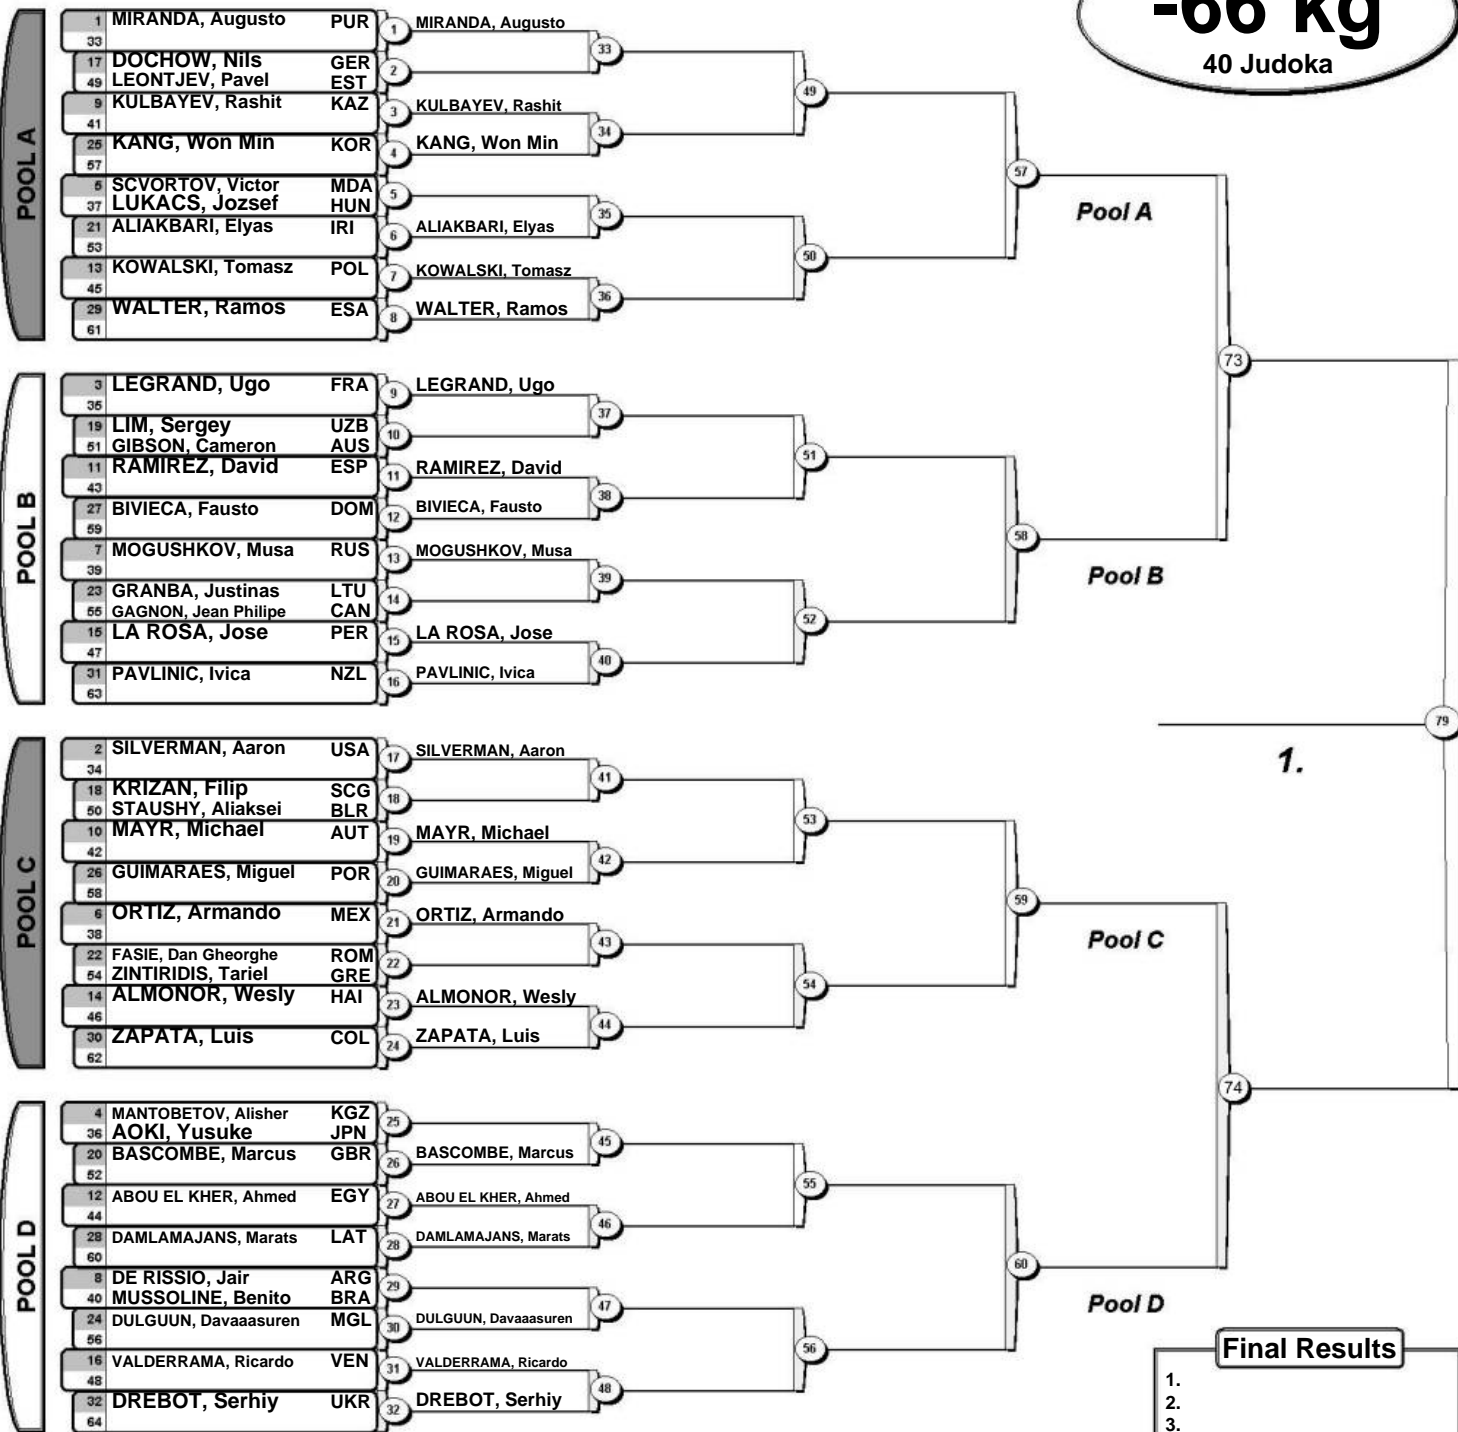 -66 kg
40 Judoka
POOL A
1 MIRANDA, Augusto PUR 1 MIRANDA, Augusto
33
33
17 DOCHOW, Nils GER 2
49 LEONTJEV, Pavel EST
49
9 KULBAYEV, Rashit KAZ 3 KULBAYEV, Rashit
41
34
25 KANG, Won Min KOR 4 KANG, Won Min
57
57
5 SCVORTOV, Victor MDA 5
37 LUKACS, Jozsef HUN
35
Pool A
21 ALIAKBARI, Elyas IRI 6 ALIAKBARI, Elyas
53
50
13 KOWALSKI, Tomasz POL 7 KOWALSKI, Tomasz
45
36
29 WALTER, Ramos ESA 8 WALTER, Ramos
61
73
POOL B
3 LEGRAND, Ugo FRA 9 LEGRAND, Ugo
35
37
19 LIM, Sergey UZB 10
51 GIBSON, Cameron AUS
51
11 RAMIREZ, David ESP 11 RAMIREZ, David
43
38
27 BIVIECA, Fausto DOM 12 BIVIECA, Fausto
59
58
7 MOGUSHKOV, Musa RUS 13 MOGUSHKOV, Musa
39
39
Pool B
23 GRANBA, Justinas LTU 14
55 GAGNON, Jean Philipe CAN
52
15 LA ROSA, Jose PER 15 LA ROSA, Jose
47
40
31 PAVLINIC, Ivica NZL 16 PAVLINIC, Ivica
63
79
1.
POOL C
2 SILVERMAN, Aaron USA 17 SILVERMAN, Aaron
34
41
18 KRIZAN, Filip SCG 18
50 STAUSHY, Aliaksei BLR
53
10 MAYR, Michael AUT 19 MAYR, Michael
42
42
26 GUIMARAES, Miguel POR 20 GUIMARAES, Miguel
58
59
6 ORTIZ, Armando MEX 21 ORTIZ, Armando
38
43
Pool C
22 FASIE, Dan Gheorghe ROM 22
54 ZINTIRIDIS, Tariel GRE
54
14 ALMONOR, Wesly HAI 23 ALMONOR, Wesly
46
44
30 ZAPATA, Luis COL 24 ZAPATA, Luis
62
74
POOL D
4 MANTOBETOV, Alisher KGZ 25
36 AOKI, Yusuke JPN
45
20 BASCOMBE, Marcus GBR 26 BASCOMBE, Marcus
52
55
12 ABOU EL KHER, Ahmed EGY 27 ABOU EL KHER, Ahmed
44
46
28 DAMLAMAJANS, Marats LAT 28 DAMLAMAJANS, Marats
60
60
8 DE RISSIO, Jair ARG 29
40 MUSSOLINE, Benito BRA
47
Pool D
24 DULGUUN, Davaaasuren MGL 30 DULGUUN, Davaaasuren
56
56
16 VALDERRAMA, Ricardo VEN 31 VALDERRAMA, Ricardo
48
48
32 DREBOT, Serhiy UKR 32 DREBOT, Serhiy
64
Final Results
1.
2.
3.